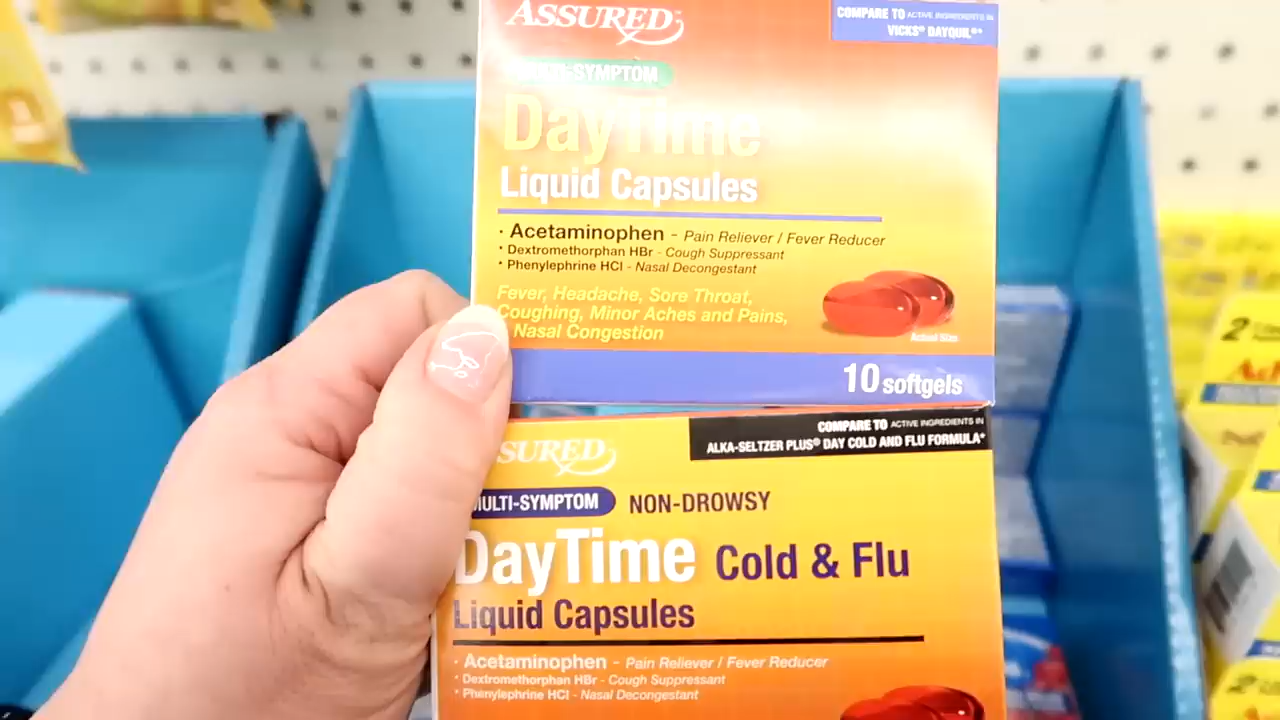 ASSURED
COMPARE TO ACTIVE INGREDIENTS IN
VICKS® DAYQUIL®*
MULTI-SYMPTOM
DayTime
Liquid Capsules
• Acetaminophen - Pain Reliever / Fever Reducer
• Dextromethorphan HBr - Cough Suppressant
• Phenylephrine HCl - Nasal Decongestant
Fever, Headache, Sore Throat,
Coughing, Minor Aches and Pains,
Nasal Congestion
Actual Size
10 softgels
SURED
COMPARE TO ACTIVE INGREDIENTS IN
ALKA-SELTZER PLUS® DAY COLD AND FLU FORMULA*
MULTI-SYMPTOM NON-DROWSY
DayTime Cold & Flu
Liquid Capsules
• Acetaminophen - Pain Reliever / Fever Reducer
• Dextromethorphan HBr - Cough Suppressant
• Phenylephrine HCl - Nasal Decongestant
2
2